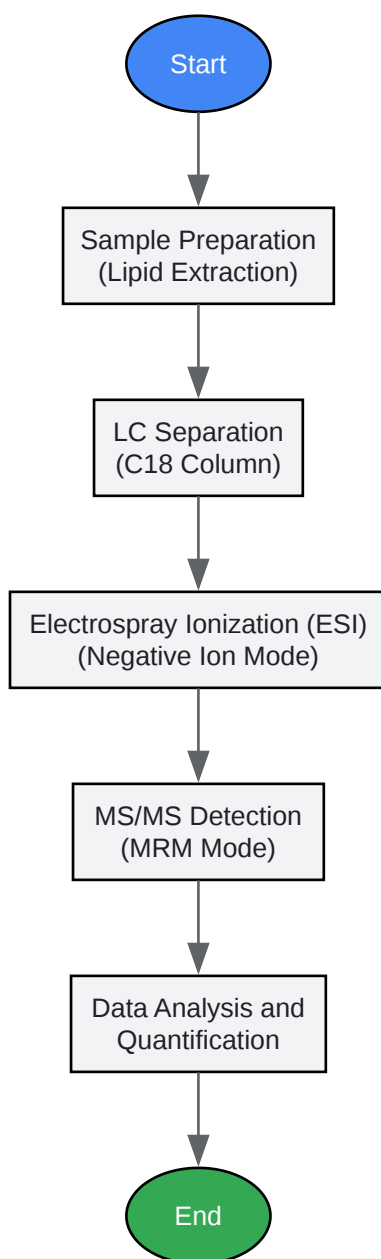 Start
Sample Preparation
(Lipid Extraction)
LC Separation
(C18 Column)
Electrospray Ionization (ESI)
(Negative Ion Mode)
MS/MS Detection
(MRM Mode)
Data Analysis and
Quantification
End